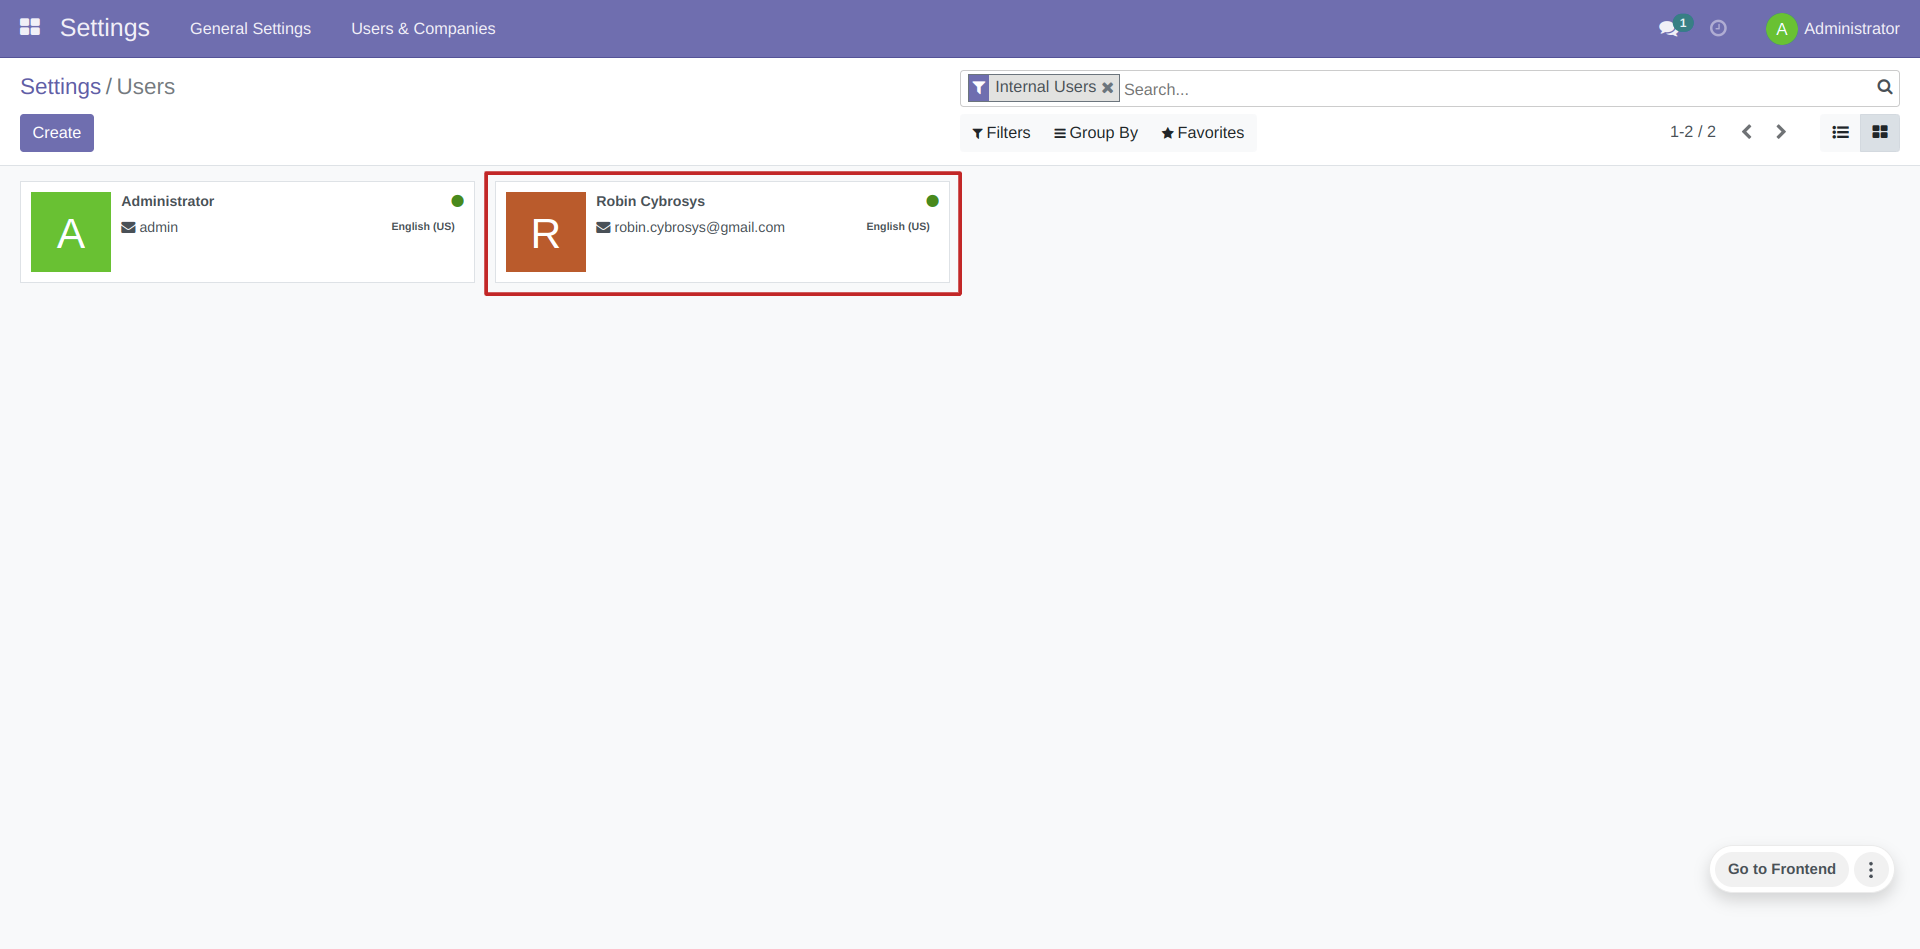 Settings General Settings Users & Companies 1 A Administrator
Settings / Users
Internal Users Search...
Create
Filters Group By Favorites 1-2 / 2
A Administrator
admin English (US)
R Robin Cybrosys
robin.cybrosys@gmail.com English (US)
Go to Frontend